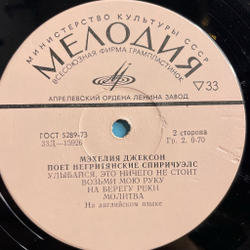 МИНИСТЕРСТВО КУЛЬТУРЫ СССР
МЕЛОДИЯ
ВСЕСОЮЗНАЯ ФИРМА ГРАМПЛАСТИНОК
▽33
АПРЕЛЕВСКИЙ ОРДЕНА ЛЕНИНА ЗАВОД
ГОСТ 5289-73
2 сторона
33Д—15926
Гр. 2. 0-70
МЭХЕЛИЯ ДЖЕКСОН
ПОЕТ НЕГРИТЯНСКИЕ СПИРИЧУЭЛС
УЛЫБАЙСЯ, ЭТО НИЧЕГО НЕ СТОИТ
ВОЗЬМИ МОЮ РУКУ
НА БЕРЕГУ РЕКИ
МОЛИТВА
На английском языке